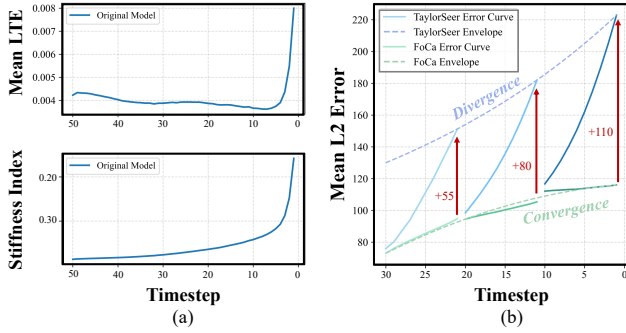 Mean LTE
0.008
0.007
0.006
0.005
0.004
Original Model
50
40
30
20
10
0
Stiffness Index
0.20
0.30
Original Model
50
40
30
20
10
0
Timestep
(a)
Mean L2 Error
220
200
180
160
140
120
100
80
TaylorSeer Error Curve
TaylorSeer Envelope
FoCa Error Curve
FoCa Envelope
Divergence
+55
+80
+110
Convergence
30
25
20
15
10
5
0
Timestep
(b)